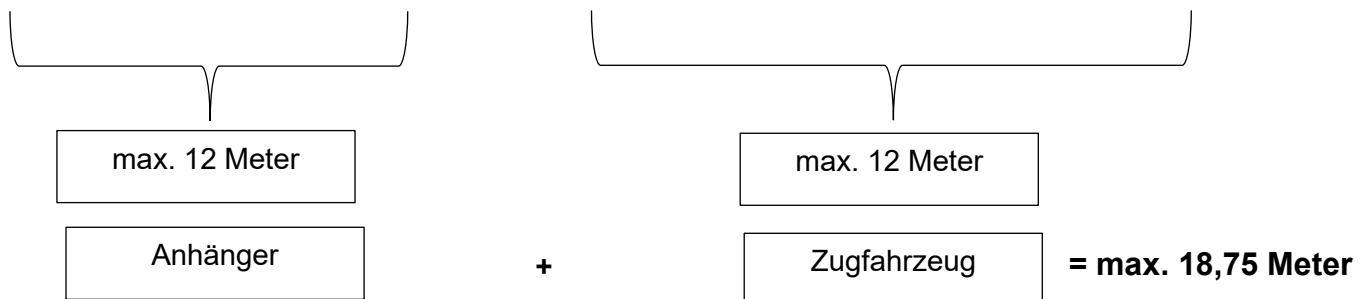 max. 12 Meter
max. 12 Meter
Anhänger
+
Zugfahrzeug
= max. 18,75 Meter